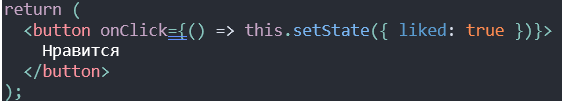 return (
<button onClick={() => this.setState({ liked: true })}>
Нравится
</button>
);